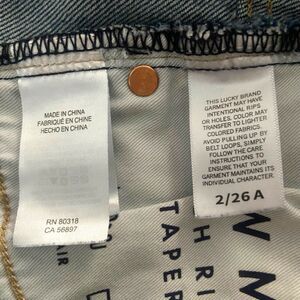 MADE IN CHINA
FABRIQUÉ EN CHINE
HECHO EN CHINA
RN 80318
CA 56897
THIS LUCKY BRAND
GARMENT MAY HAVE
INTENTIONAL RIPS
OR HOLES. COLOR MAY
TRANSFER TO LIGHTER
COLORED FABRICS.
AVOID PULLING UP BY
BELT LOOPS, SIMPLY
FOLLOW THE CARE
INSTRUCTIONS TO
ENSURE THAT YOUR
GARMENT MAINTAINS ITS
INDIVIDUAL CHARACTER.
2/26 A
TAPER